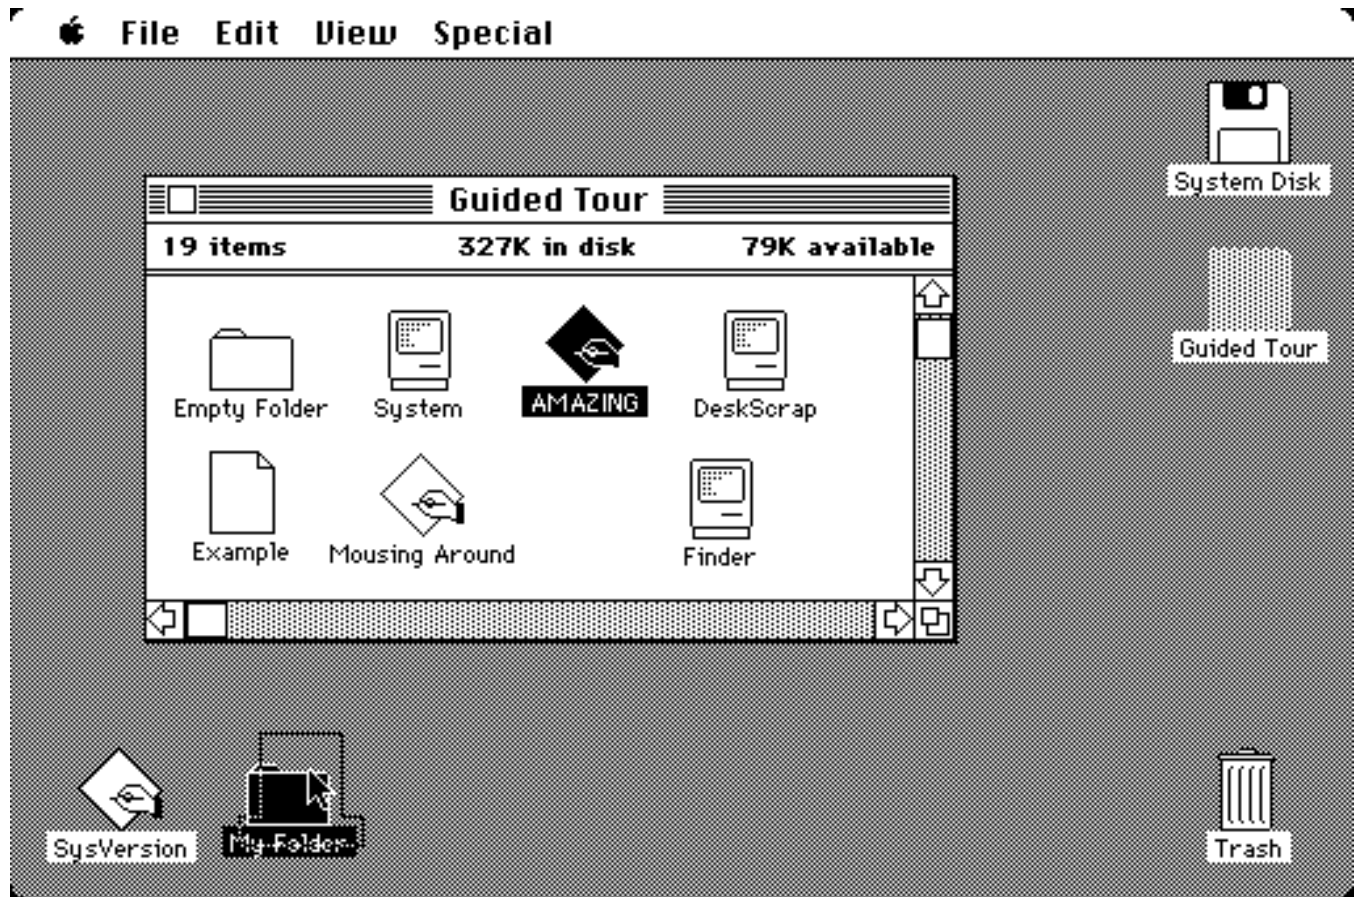 File Edit View Special
System Disk
Guided Tour
19 items 327K in disk 79K available
Guided Tour
Empty Folder System AMAZING DeskScrap
Example Mousing Around Finder
SysVersion My Folder Trash